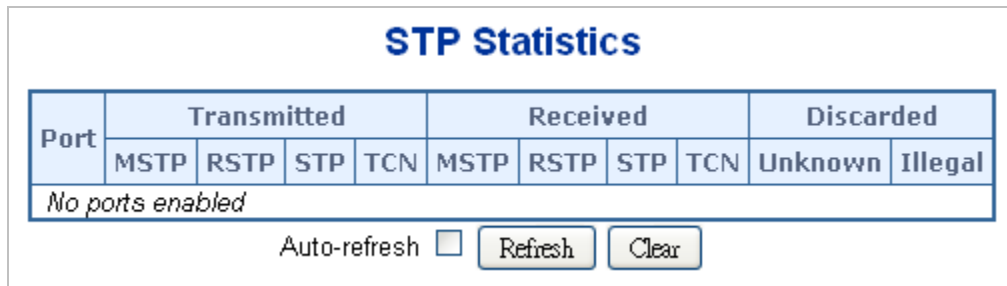 STP Statistics
Port Transmitted Received Discarded
MSTP RSTP STP TCN MSTP RSTP STP TCN Unknown Illegal
No ports enabled
Auto-refresh Refresh Clear